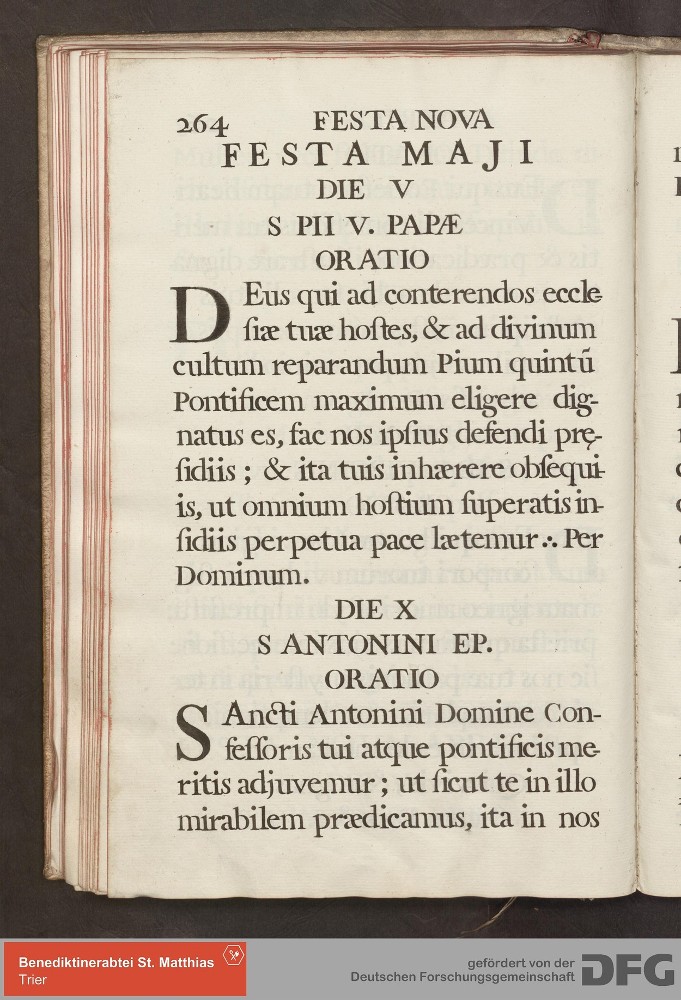 264 FESTA NOVA
FESTA MAJI
DIE V
S PII V. PAPÆ
ORATIO
DEus qui ad conterendos eccle-
ſiæ tuæ hoſtes, & ad divinum
cultum reparandum Pium quintũ
Pontificem maximum eligere dig-
natus es, fac nos ipſius defendi prę-
ſidiis ; & ita tuis inhærere obſequi-
is, ut omnium hoſtium ſuperatis in-
ſidiis perpetua pace lætemur ∴ Per
Dominum.
DIE X
S ANTONINI EP.
ORATIO
SAncti Antonini Domine Con-
feſſoris tui atque pontificis me-
ritis adjuvemur ; ut ſicut te in illo
mirabilem prædicamus, ita in nos
Benediktinerabtei St. Matthias
Trier
gefördert von der
Deutschen Forschungsgemeinschaft
DFG